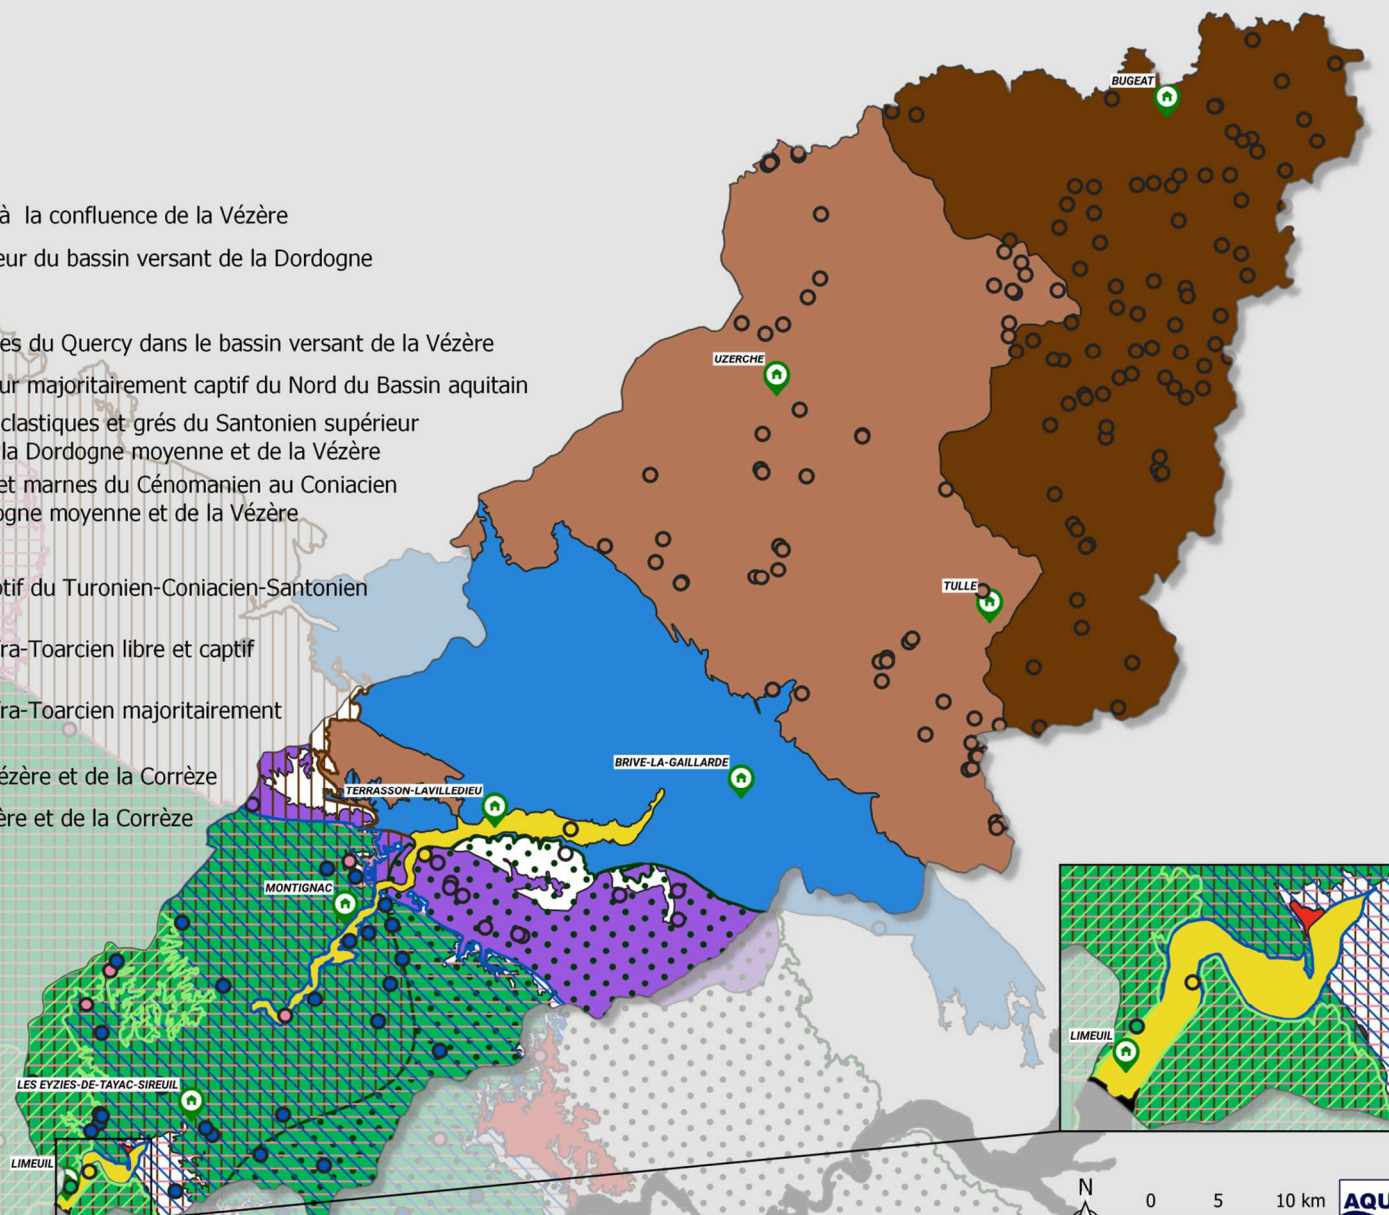 BUGEAT
à la confluence de la Vézère
eur du bassin versant de la Dordogne
es du Quercy dans le bassin versant de la Vézère
UZERCHE
ur majoritairement captif du Nord du Bassin aquitain
clastiques et grés du Santonien supérieur
la Dordogne moyenne et de la Vézère
et marnes du Cénomanien au Coniacien
ogne moyenne et de la Vézère
ptif du Turonien-Coniacien-Santonien
TULLE
ra-Toarcien libre et captif
ra-Toarcien majoritairement
BRIVE-LA-GAILLARDE
ézère et de la Corrèze
TERRASSON-LAVILLEDIEU
ère et de la Corrèze
MONTIGNAC
LIMEUIL
LES EYZIES-DE-TAYAC-SIREUIL
LIMEUIL
N
0 5 10 km
AQU